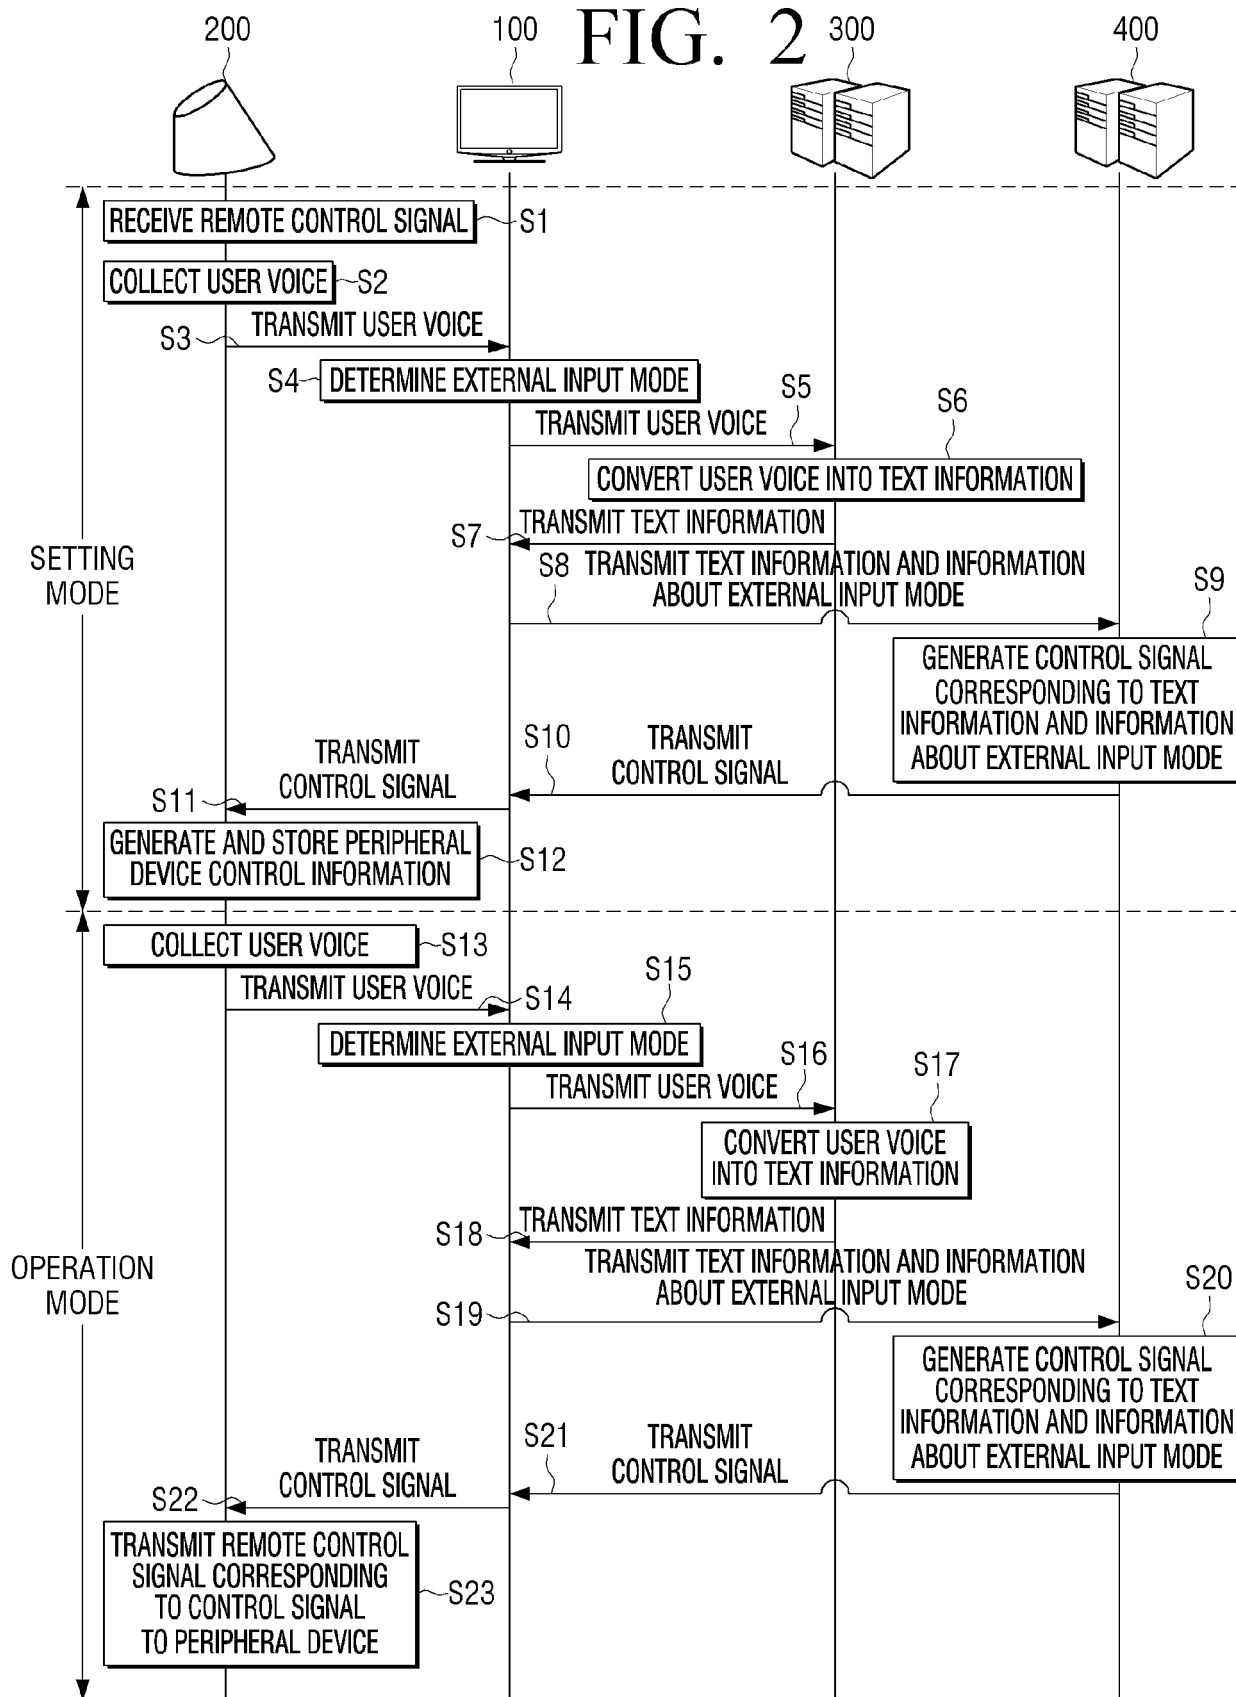 FIG. 2
200
100
300
400
RECEIVE REMOTE CONTROL SIGNAL
S1
COLLECT USER VOICE
S2
TRANSMIT USER VOICE
S3
S4
DETERMINE EXTERNAL INPUT MODE
S5
TRANSMIT USER VOICE
S6
CONVERT USER VOICE INTO TEXT INFORMATION
TRANSMIT TEXT INFORMATION
S7
SETTING
MODE
S8
TRANSMIT TEXT INFORMATION AND INFORMATION
ABOUT EXTERNAL INPUT MODE
S9
GENERATE CONTROL SIGNAL
CORRESPONDING TO TEXT
INFORMATION AND INFORMATION
ABOUT EXTERNAL INPUT MODE
S10
TRANSMIT
CONTROL SIGNAL
TRANSMIT
CONTROL SIGNAL
S11
GENERATE AND STORE PERIPHERAL
DEVICE CONTROL INFORMATION
S12
COLLECT USER VOICE
S13
TRANSMIT USER VOICE
S14
S15
DETERMINE EXTERNAL INPUT MODE
S16
TRANSMIT USER VOICE
S17
CONVERT USER VOICE
INTO TEXT INFORMATION
TRANSMIT TEXT INFORMATION
S18
OPERATION
MODE
TRANSMIT TEXT INFORMATION AND INFORMATION
ABOUT EXTERNAL INPUT MODE
S19
S20
GENERATE CONTROL SIGNAL
CORRESPONDING TO TEXT
INFORMATION AND INFORMATION
ABOUT EXTERNAL INPUT MODE
S21
TRANSMIT
CONTROL SIGNAL
TRANSMIT
CONTROL SIGNAL
S22
TRANSMIT REMOTE CONTROL
SIGNAL CORRESPONDING
TO CONTROL SIGNAL
TO PERIPHERAL DEVICE
S23